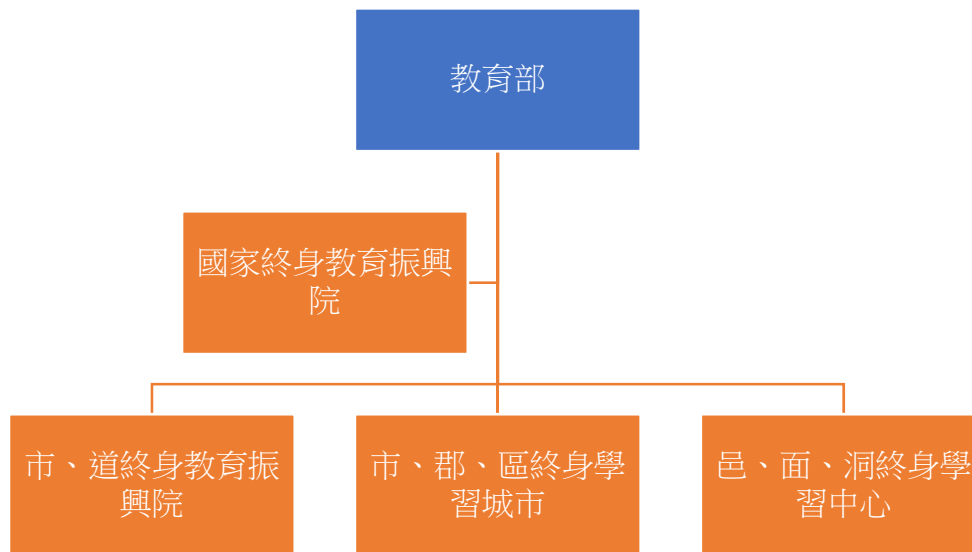 教育部
國家終身教育振興
院
市、道終身教育振
興院
市、郡、區終身學
習城市
邑、面、洞終身學
習中心